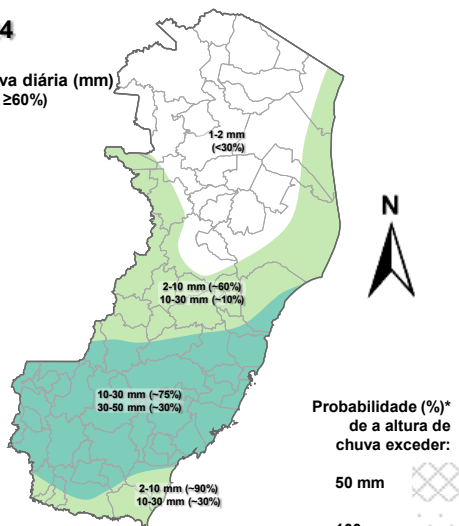 4
va diária (mm)
≥60%)
1-2 mm
(<30%)
N
2-10 mm (~60%)
10-30 mm (~10%)
10-30 mm (~75%)
30-50 mm (~30%)
Probabilidade (%)*
de a altura de
chuva exceder:
50 mm
2-10 mm (~90%)
10-30 mm (~30%)